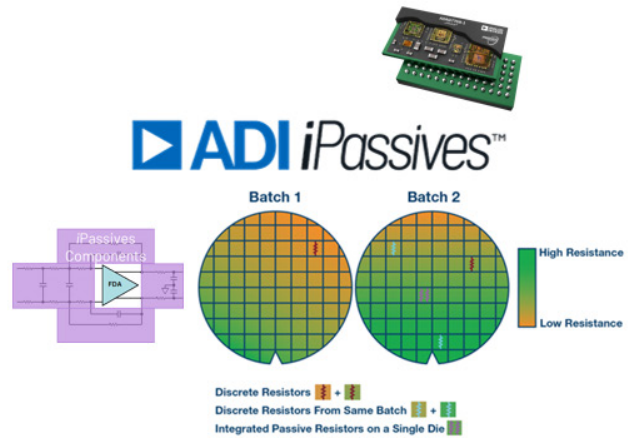 ADI iPassives™
Batch 1
Batch 2
iPassives
Components
FDA
High Resistance
Low Resistance
Discrete Resistors + 
Discrete Resistors From Same Batch + 
Integrated Passive Resistors on a Single Die